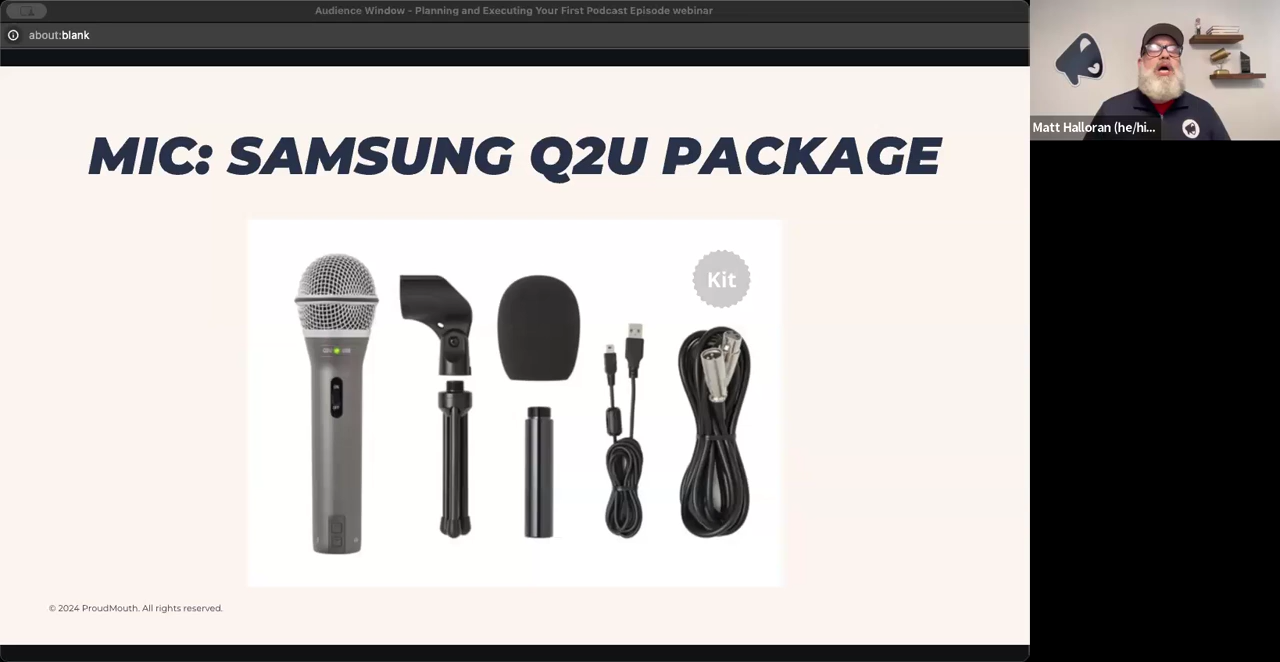 Audience Window - Planning and Executing Your First Podcast Episode webinar
about:blank
MIC: SAMSUNG Q2U PACKAGE
Kit
© 2024 ProudMouth. All rights reserved.
Matt Halloran (he/hi...